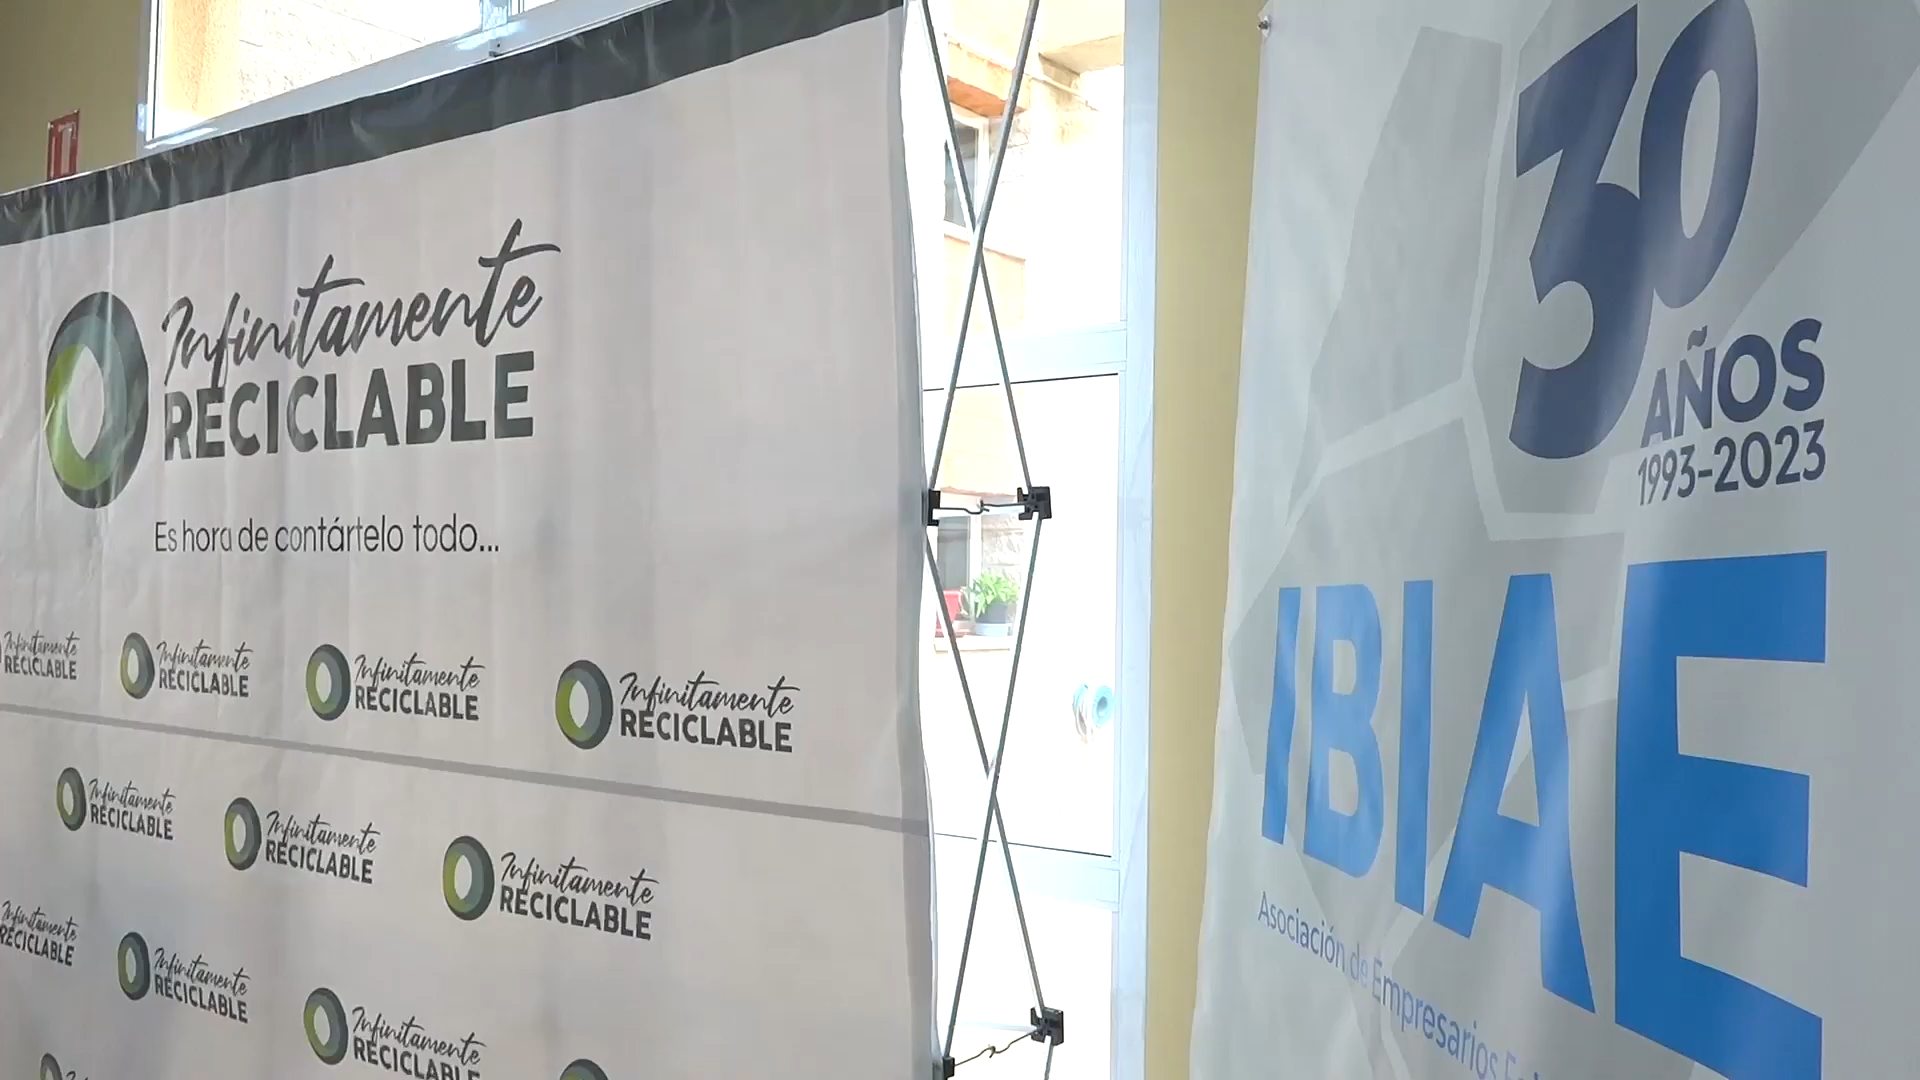 Infinitamente
RECICLABLE
Es hora de contártelo todo...
Infinitamente
RECICLABLE
Infinitamente
RECICLABLE
Infinitamente
RECICLABLE
Infinitamente
RECICLABLE
Infinitamente
RECICLABLE
Infinitamente
RECICLABLE
Infinitamente
RECICLABLE
Infinitamente
RECICLABLE
Infinitamente
RECICLABLE
Infinitamente
RECICLABLE
30
AÑOS
1993-2023
IBIAE
Asociación de Empresarios